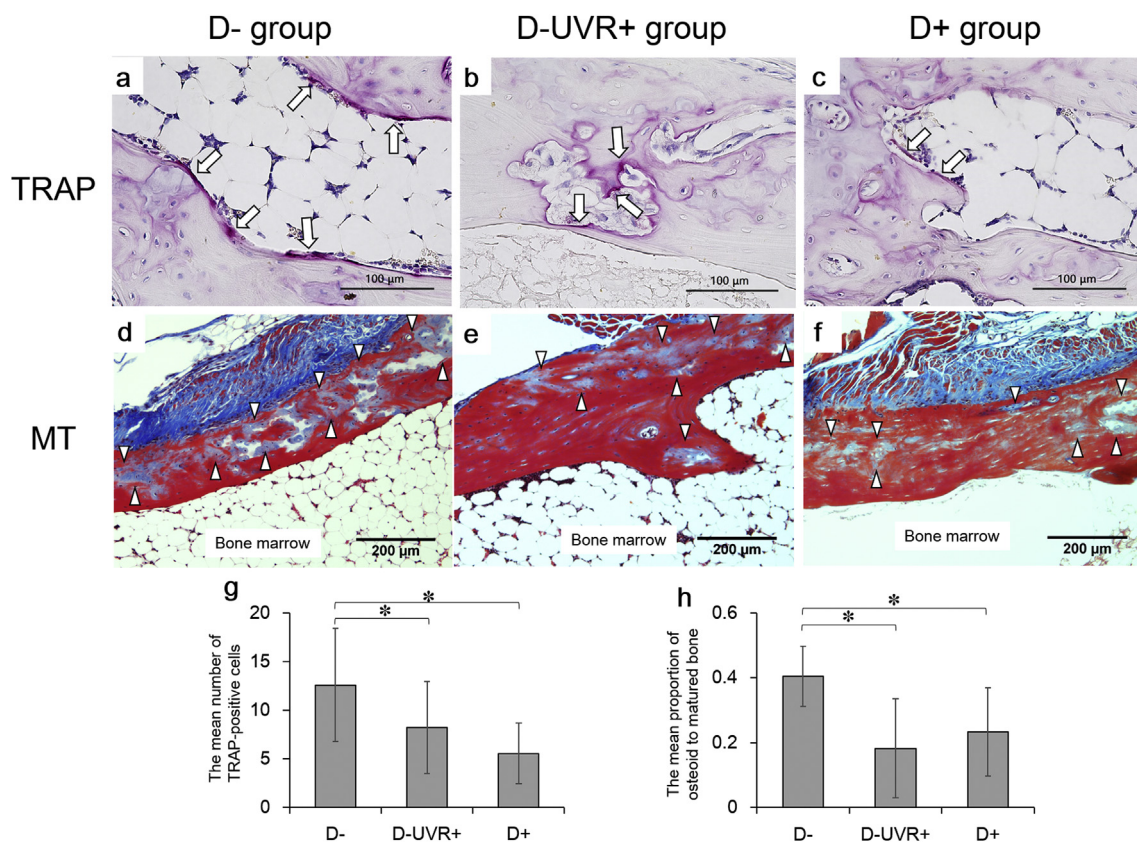 D- group
D-UVR+ group
D+ group
TRAP
a
100 µm
b
100 µm
c
100 µm
MT
d
Bone marrow
200 µm
e
Bone marrow
200 µm
f
Bone marrow
200 µm
g
The mean number of
TRAP-positive cells
20
15
10
5
0
*
*
D-
D-UVR+
D+
h
The mean proportion of
osteoid to matured bone
0.6
0.4
0.2
0
*
*
D-
D-UVR+
D+